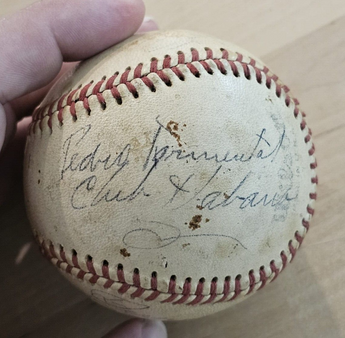 Pedro Formental
Club Habana